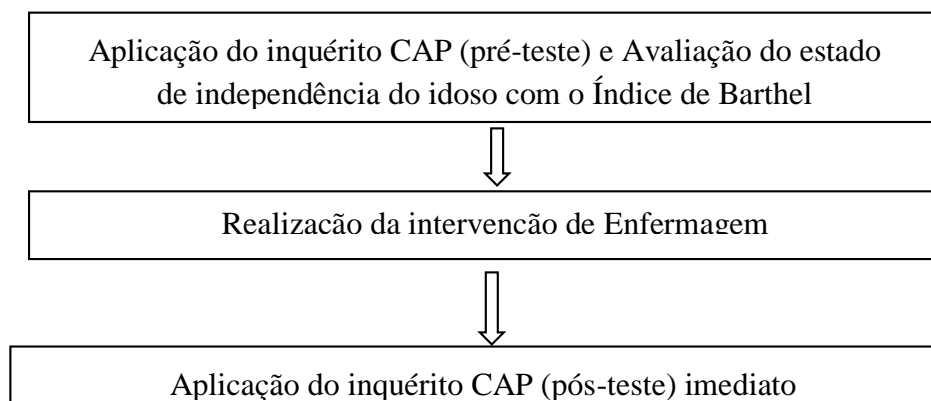 Aplicação do inquérito CAP (pré-teste) e Avaliação do estado
de independência do idoso com o Índice de Barthel
Realização da intervenção de Enfermagem
Aplicação do inquérito CAP (pós-teste) imediato